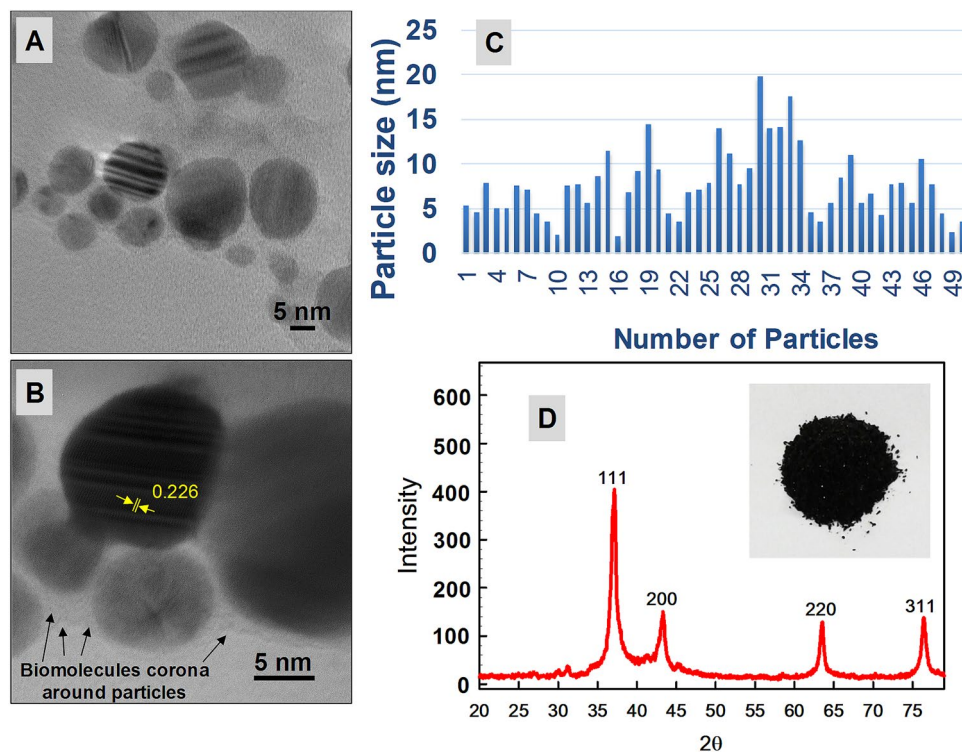 A
5 nm
B
0.226
Biomolecules corona
around particles
5 nm
C
Particle size (nm)
25
20
15
10
5
0
1 4 7 10 13 16 19 22 25 28 31 34 37 40 43 46 49
Number of Particles
D
Intensity
600
500
400
300
200
100
0
111
200
220
311
20 25 30 35 40 45 50 55 60 65 70 75
2θ